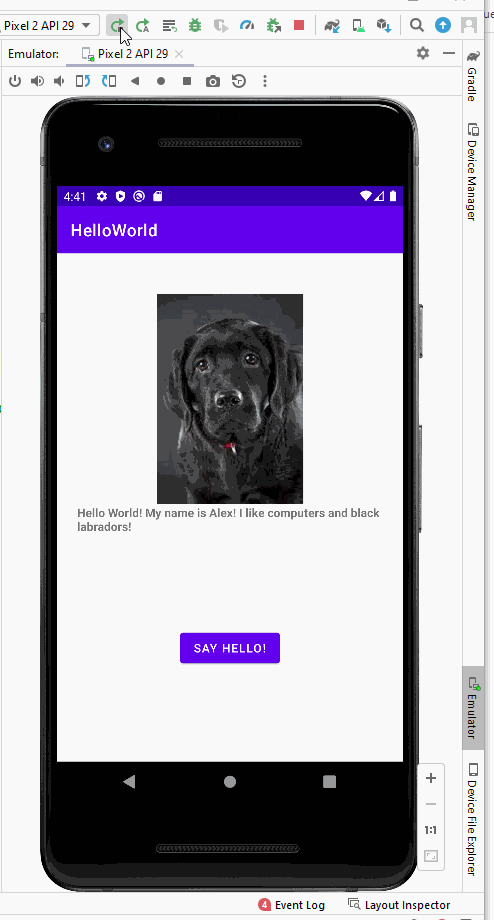 Pixel 2 API 29
Emulator:
Pixel 2 API 29
Gradle
Device Manager
4:41
HelloWorld
Hello World! My name is Alex! I like computers and black
labradors!
SAY HELLO!
Emulator
1:1
Device File Explorer
4 Event Log
Layout Inspector